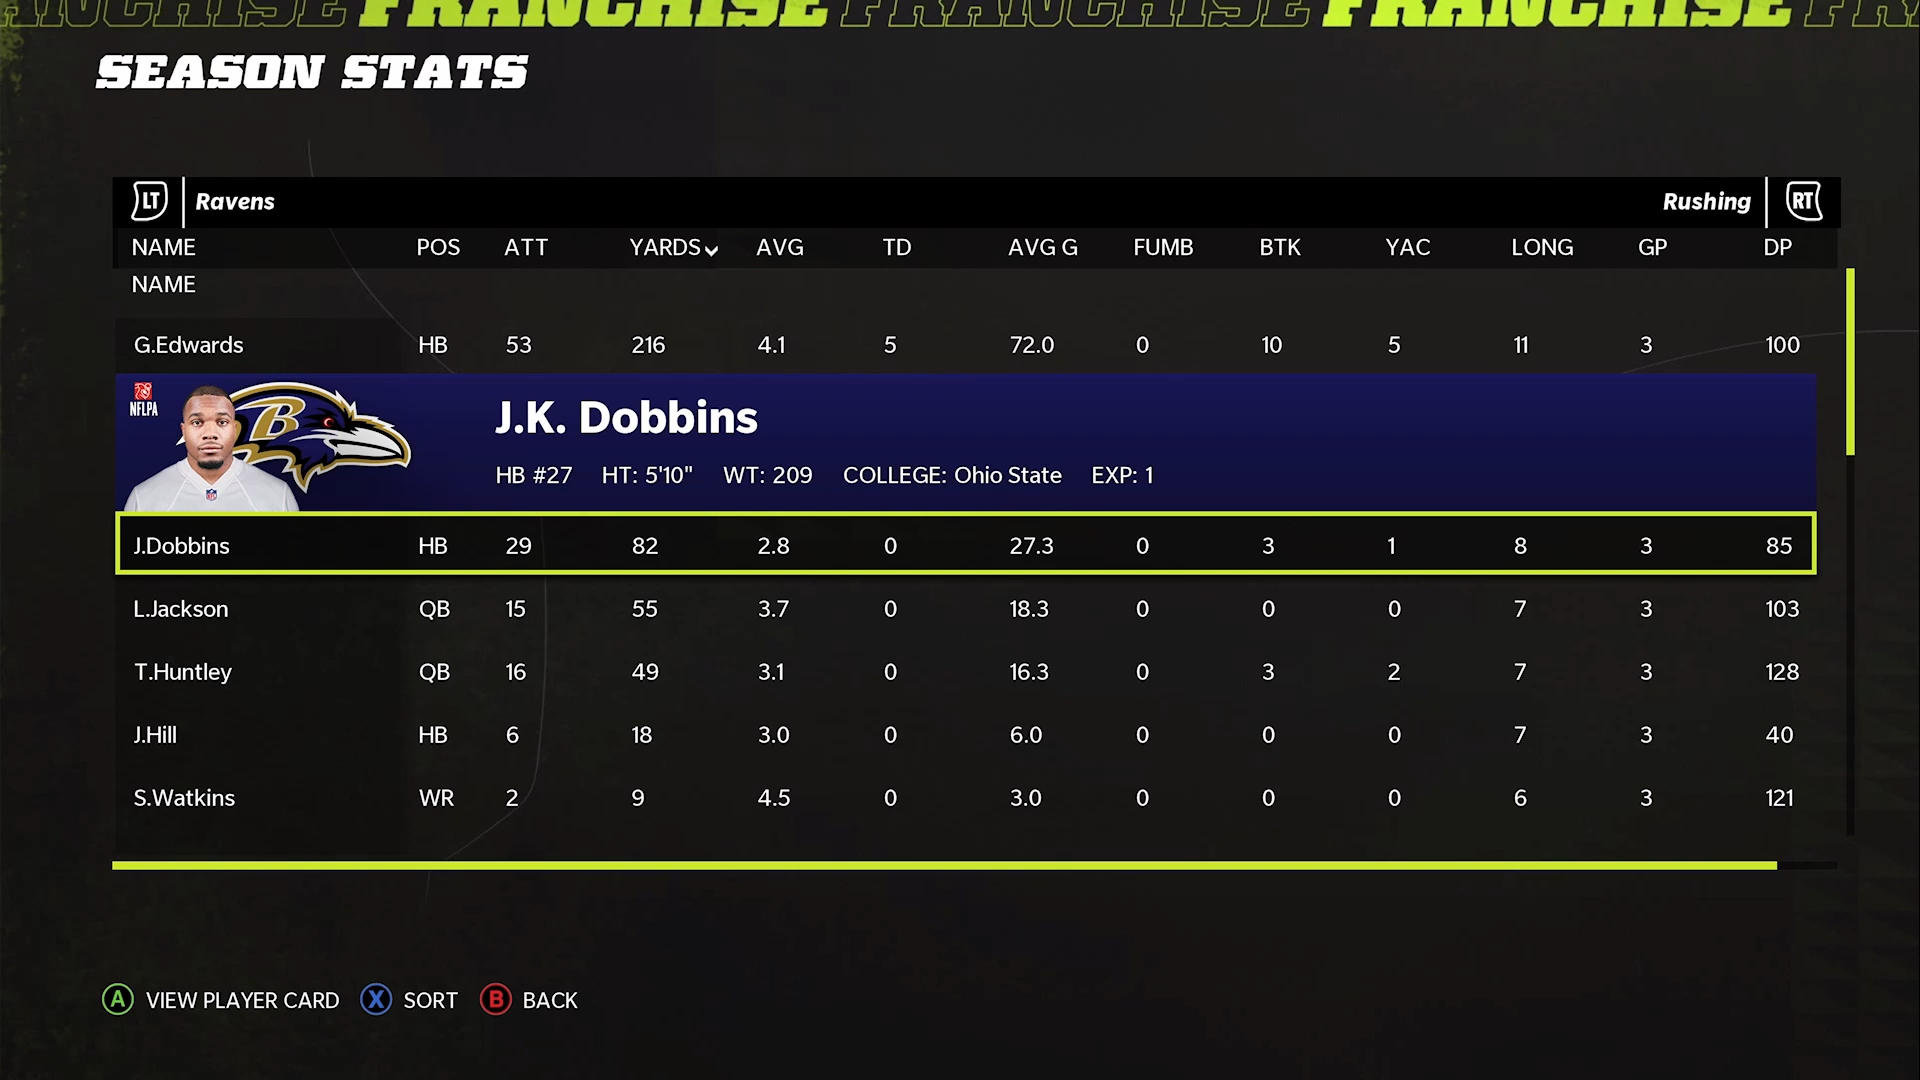 FRANCHISE FRANCHISE FRANCHISE FRANCHISE
SEASON STATS
LT Ravens Rushing RT
NAME POS ATT YARDS AVG TD AVG G FUMB BTK YAC LONG GP DP
NAME
G.Edwards HB 53 216 4.1 5 72.0 0 10 5 11 3 100
NFLPA
B
J.K. Dobbins
HB #27 HT: 5'10" WT: 209 COLLEGE: Ohio State EXP: 1
J.Dobbins HB 29 82 2.8 0 27.3 0 3 1 8 3 85
L.Jackson QB 15 55 3.7 0 18.3 0 0 0 7 3 103
T.Huntley QB 16 49 3.1 0 16.3 0 3 2 7 3 128
J.Hill HB 6 18 3.0 0 6.0 0 0 0 7 3 40
S.Watkins WR 2 9 4.5 0 3.0 0 0 0 6 3 121
A VIEW PLAYER CARD X SORT B BACK